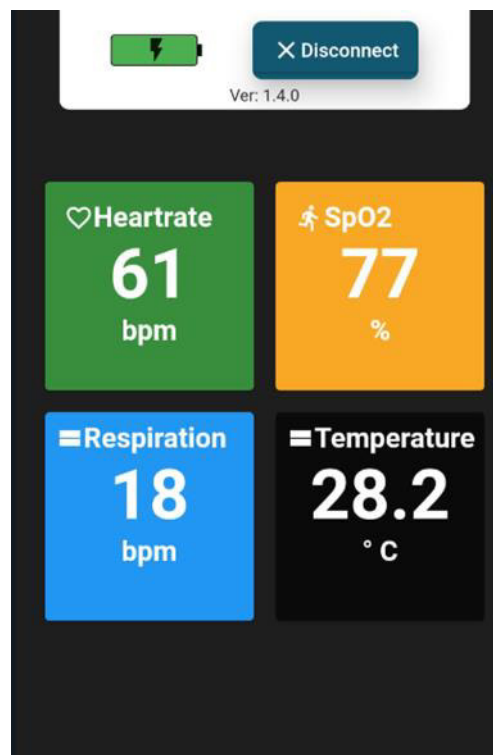 Disconnect
Ver: 1.4.0
Heartrate
61
bpm
SpO2
77
%
Respiration
18
bpm
Temperature
28.2
° C